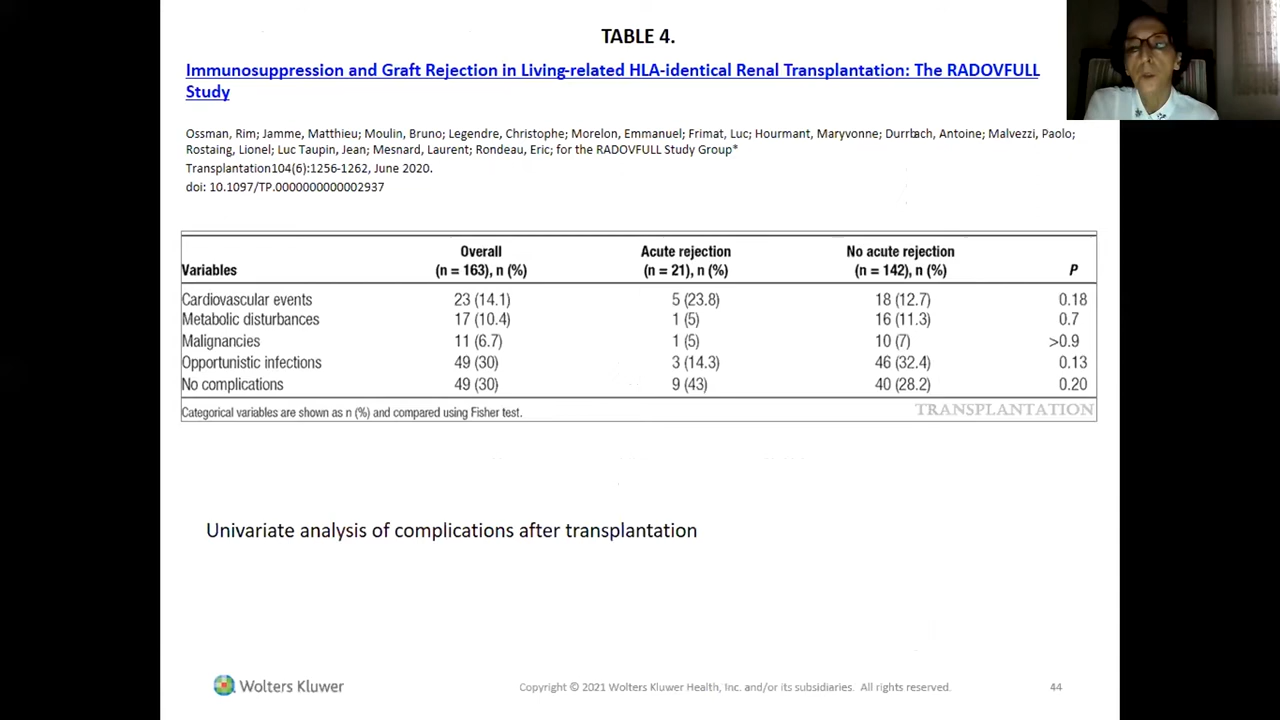 TABLE 4.
Immunosuppression and Graft Rejection in Living-related HLA-identical Renal Transplantation: The RADOVFULL
Study
Ossman, Rim; Jamme, Matthieu; Moulin, Bruno; Legendre, Christophe; Morelon, Emmanuel; Frimat, Luc; Hourmant, Maryvonne; Durrbach, Antoine; Malvezzi, Paolo;
Rostaing, Lionel; Luc Taupin, Jean; Mesnard, Laurent; Rondeau, Eric; for the RADOVFULL Study Group*
Transplantation104(6):1256-1262, June 2020.
doi: 10.1097/TP.0000000000002937
Overall Acute rejection No acute rejection
Variables (n = 163), n (%) (n = 21), n (%) (n = 142), n (%) P
Cardiovascular events 23 (14.1) 5 (23.8) 18 (12.7) 0.18
Metabolic disturbances 17 (10.4) 1 (5) 16 (11.3) 0.7
Malignancies 11 (6.7) 1 (5) 10 (7) >0.9
Opportunistic infections 49 (30) 3 (14.3) 46 (32.4) 0.13
No complications 49 (30) 9 (43) 40 (28.2) 0.20
Categorical variables are shown as n (%) and compared using Fisher test.
TRANSPLANTATION
Univariate analysis of complications after transplantation
Wolters Kluwer
Copyright © 2021 Wolters Kluwer Health, Inc. and/or its subsidiaries. All rights reserved.
44